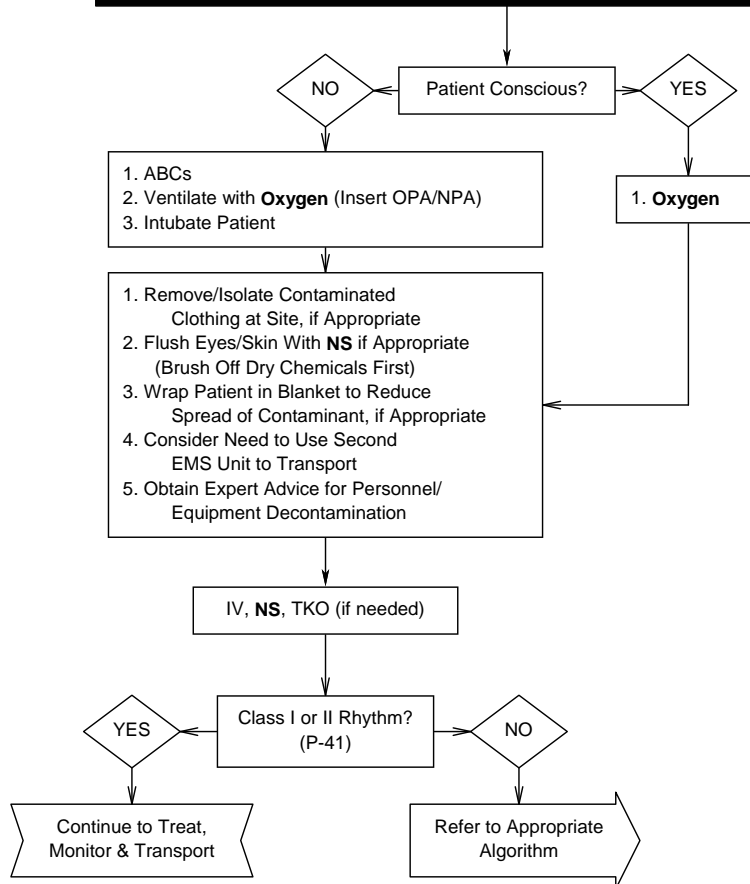 NO
Patient Conscious?
YES
1. ABCs
2. Ventilate with Oxygen (Insert OPA/NPA)
3. Intubate Patient
1. Oxygen
1. Remove/Isolate Contaminated
Clothing at Site, if Appropriate
2. Flush Eyes/Skin With NS if Appropriate
(Brush Off Dry Chemicals First)
3. Wrap Patient in Blanket to Reduce
Spread of Contaminant, if Appropriate
4. Consider Need to Use Second
EMS Unit to Transport
5. Obtain Expert Advice for Personnel/
Equipment Decontamination
IV, NS, TKO (if needed)
YES
Class I or II Rhythm?
(P-41)
NO
Continue to Treat,
Monitor & Transport
Refer to Appropriate
Algorithm